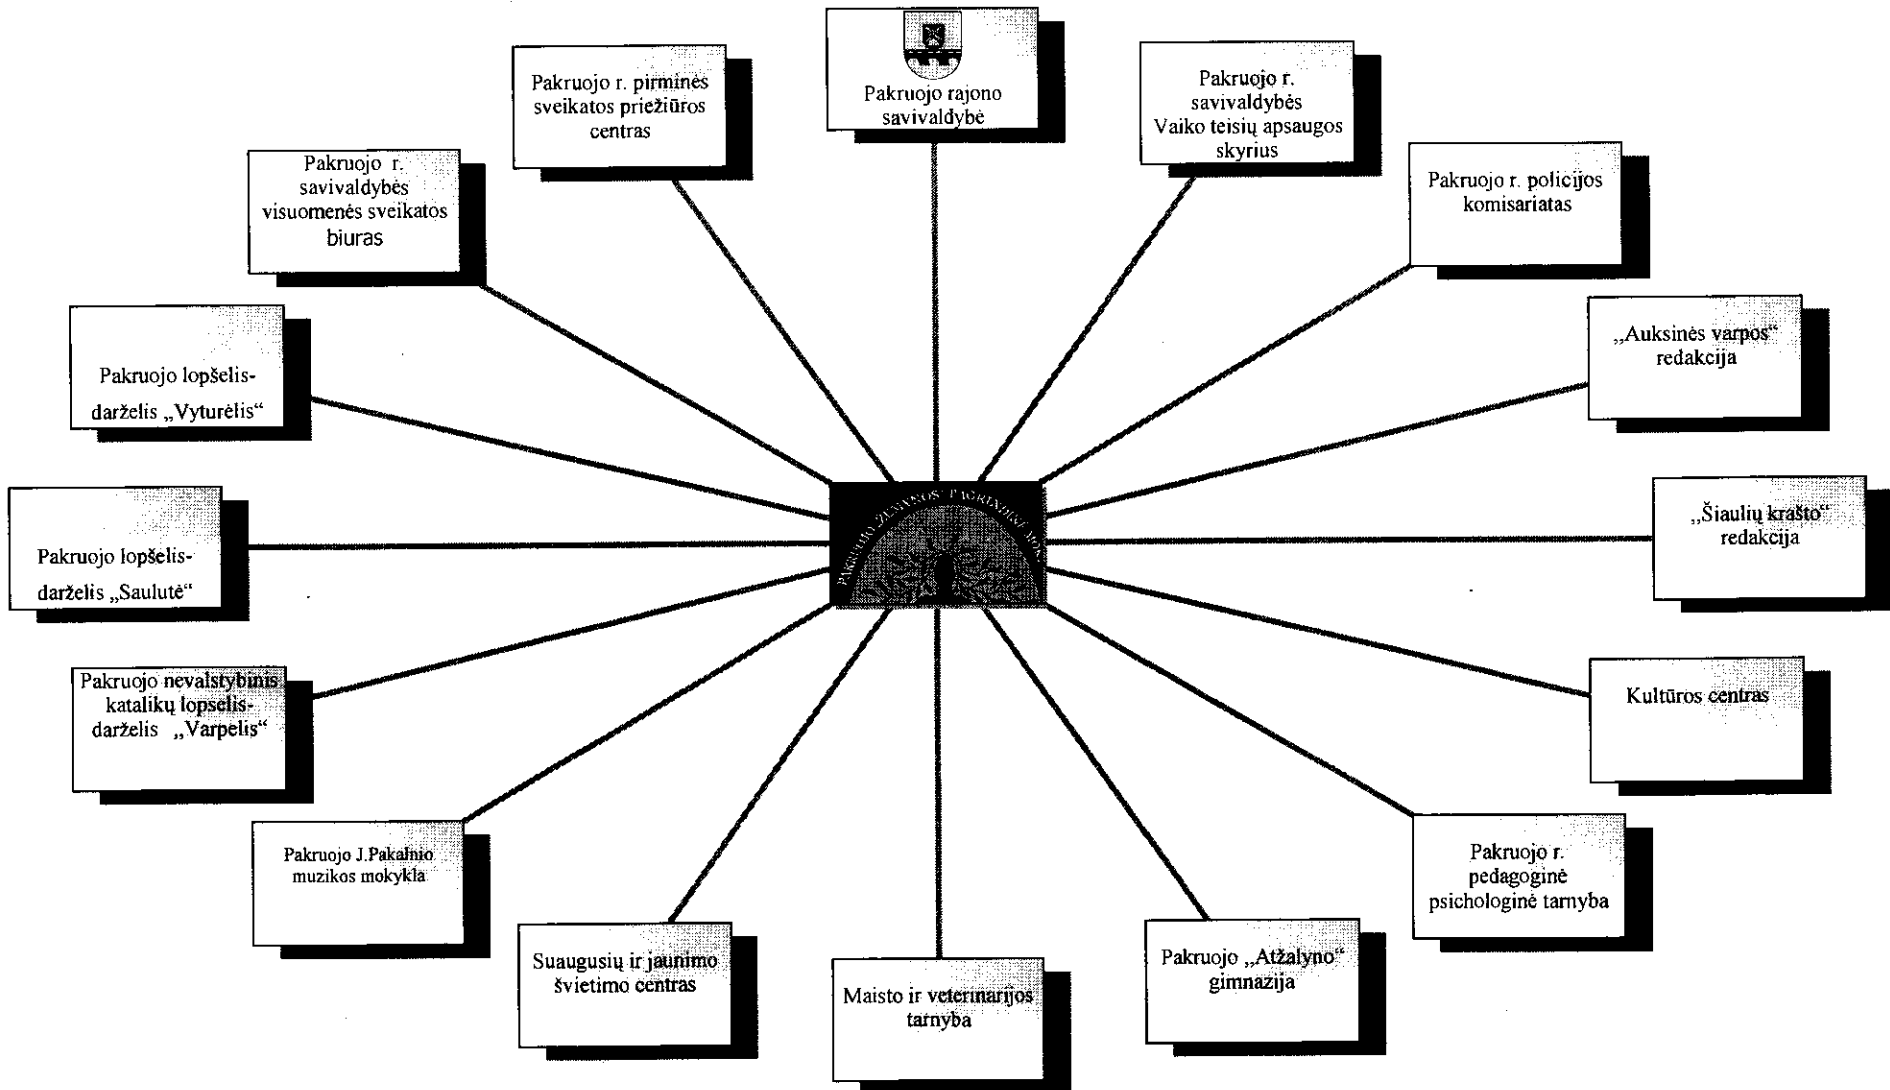 Pakruojo rajono
savivaldybė
Pakruojo r.
savivaldybės
Vaiko teisių apsaugos
skyrius
Pakruojo r. policijos
komisariatas
„Auksinės varpos“
redakcija
„Šiaulių krašto“
redakcija
Kultūros centras
Pakruojo r.
pedagoginė
psichologinė tarnyba
Pakruojo „Atžalyno“
gimnazija
Maisto ir veterinarijos
tarnyba
Suaugusių ir jaunimo
švietimo centras
Pakruojo J.Pakalnio
muzikos mokykla
Pakruojo nevalstybinis
katalikų lopselis-
darželis „Varpelis“
Pakruojo lopšelis-
darželis „Saulutė“
Pakruojo lopšelis-
darželis „Vyturėlis“
Pakruojo r.
savivaldybės
visuomenės sveikatos
biuras
Pakruojo r. pirminės
sveikatos priežiūros
centras
PAGRINDINĖ